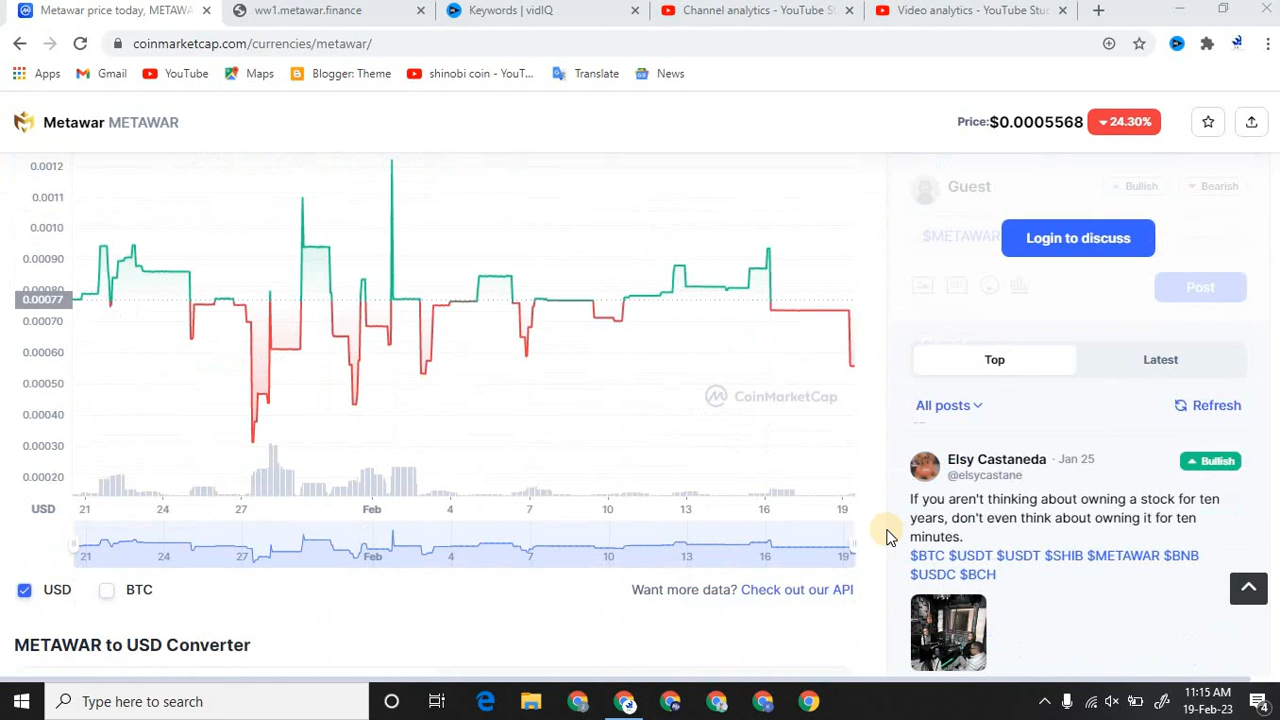 Metawar price today, METAWA
ww1.metawar.finance
Keywords | vidIQ
Channel analytics - YouTube St
Video analytics - YouTube Stu
coinmarketcap.com/currencies/metawar/
Apps
Gmail
YouTube
Maps
Blogger: Theme
shinobi coin - YouT...
Translate
News
Metawar METAWAR
Price: $0.0005568
24.30%
0.0012
0.0011
0.0010
0.00090
0.00080
0.00077
0.00070
0.00060
0.00050
0.00040
0.00030
0.00020
CoinMarketCap
USD 21 24 27 Feb 4 7 10 13 16 19
21 24 27 Feb 4 7 10 13 16 19
USD
BTC
Want more data? Check out our API
METAWAR to USD Converter
Guest
Bullish
Bearish
$METAWAR
Login to discuss
Post
Top
Latest
All posts
Refresh
Elsy Castaneda · Jan 25
@elsycastane
Bullish
If you aren't thinking about owning a stock for ten
years, don't even think about owning it for ten
minutes.
$BTC $USDT $USDT $SHIB $METAWAR $BNB
$USDC $BCH
Type here to search
11:15 AM
19-Feb-23
4